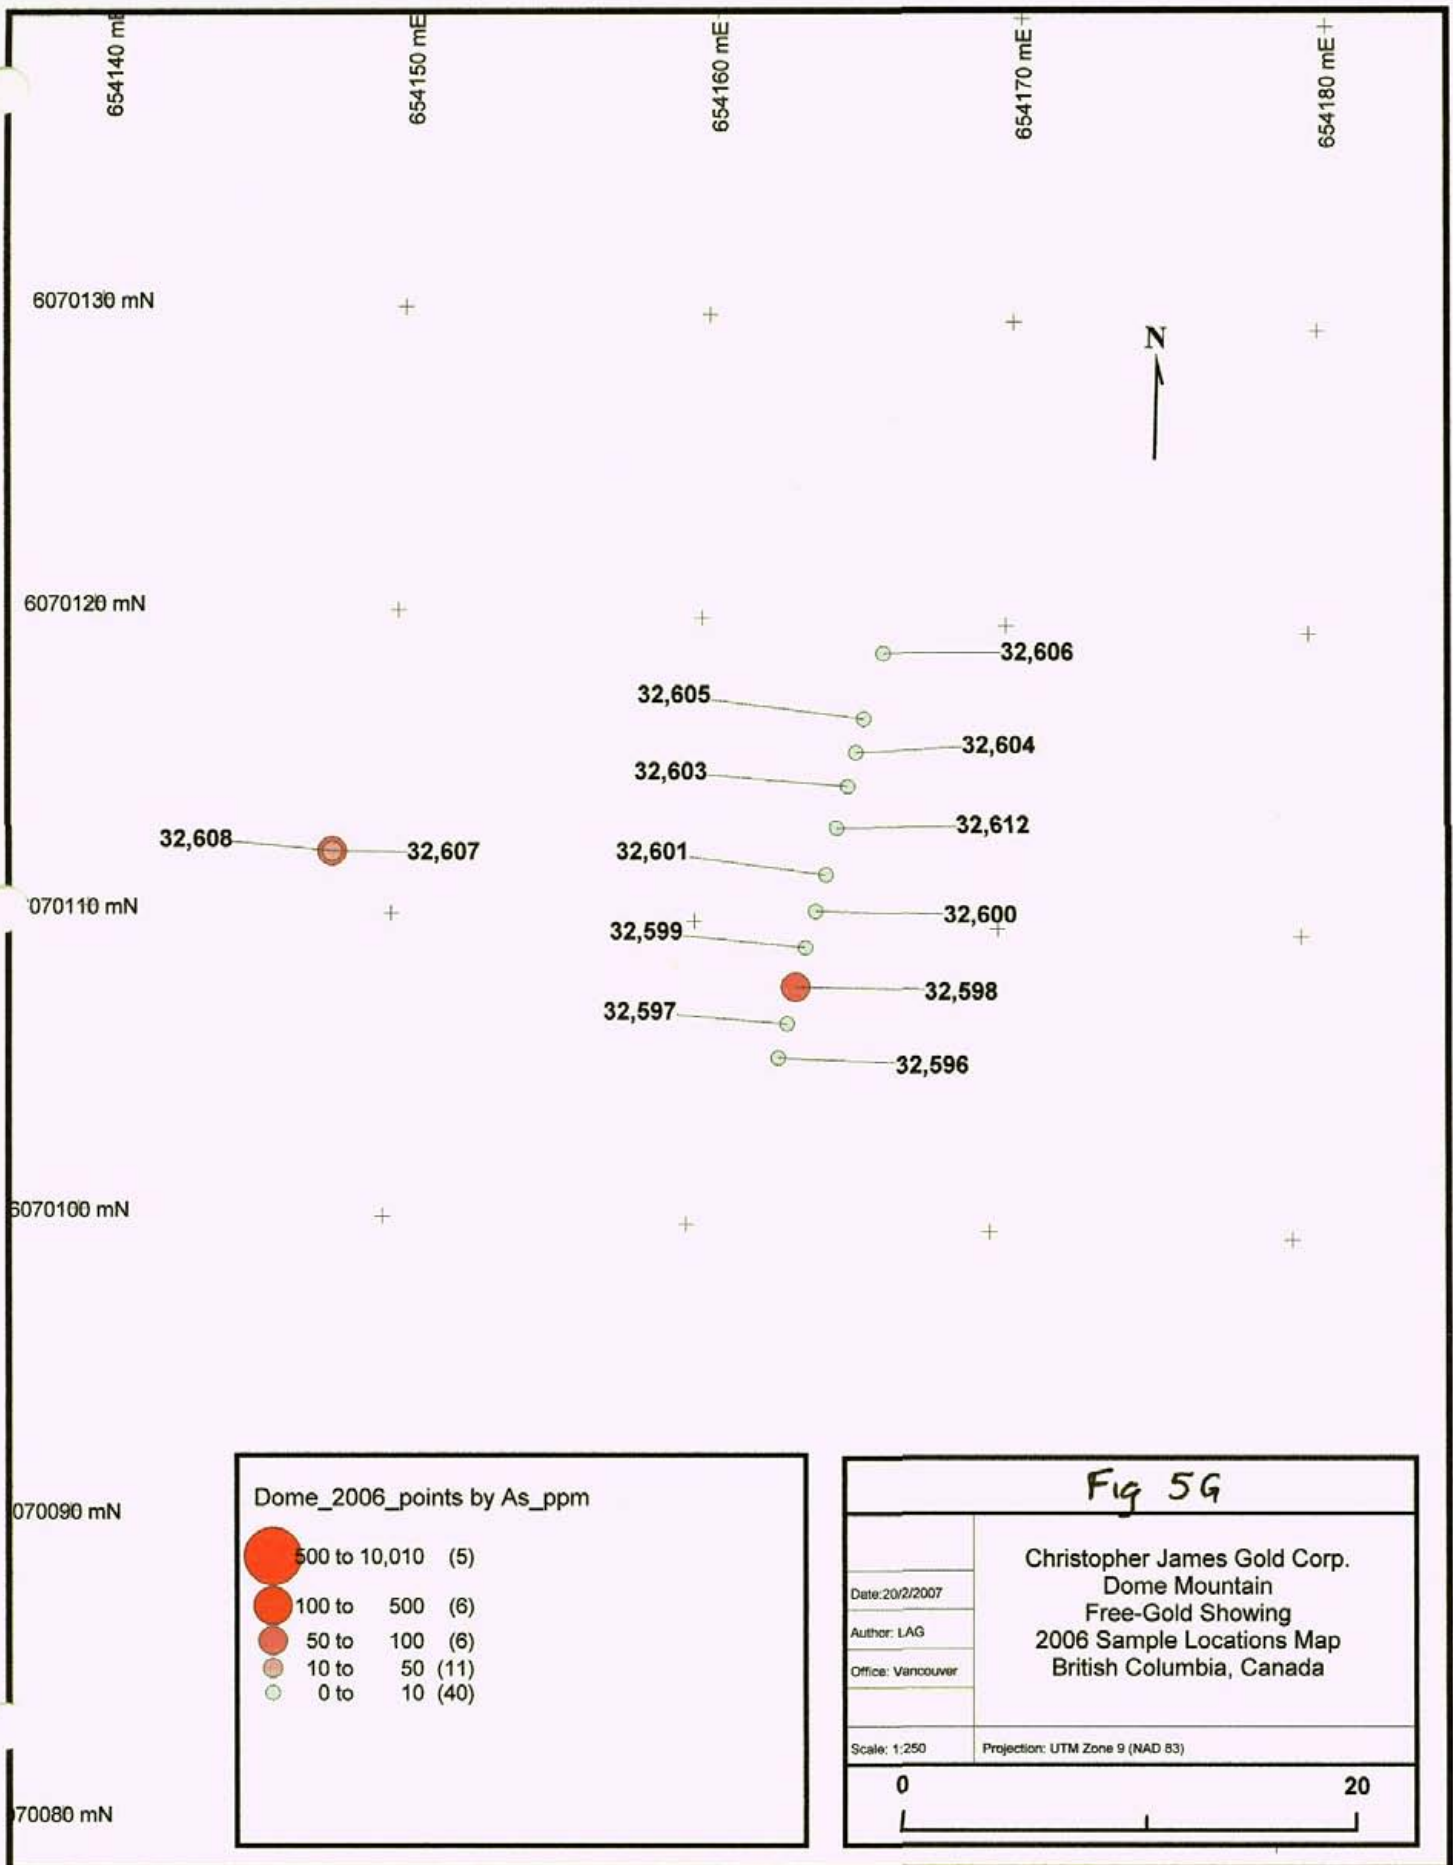 654140 mE
654150 mE
654160 mE
654170 mE
654180 mE
6070130 mN
N
6070120 mN
32,606
32,605
32,604
32,603
32,612
32,608
32,607
32,601
070110 mN
32,600
32,599
32,598
32,597
32,596
6070100 mN
070090 mN
70080 mN
Dome_2006_points by As_ppm
500 to 10,010 (5)
100 to 500 (6)
50 to 100 (6)
10 to 50 (11)
0 to 10 (40)
Fig 5G
Christopher James Gold Corp.
Dome Mountain
Free-Gold Showing
2006 Sample Locations Map
British Columbia, Canada
Date:20/2/2007
Author: LAG
Office: Vancouver
Scale: 1:250
Projection: UTM Zone 9 (NAD 83)
0 20